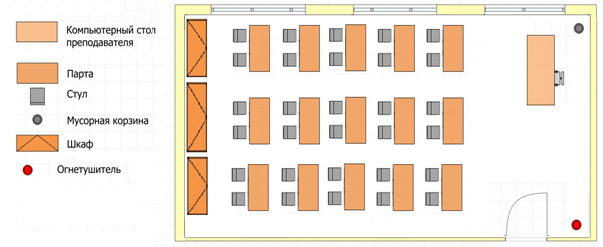 Компьютерный стол
преподавателя
Парта
Стул
Мусорная корзина
Шкаф
Огнетушитель